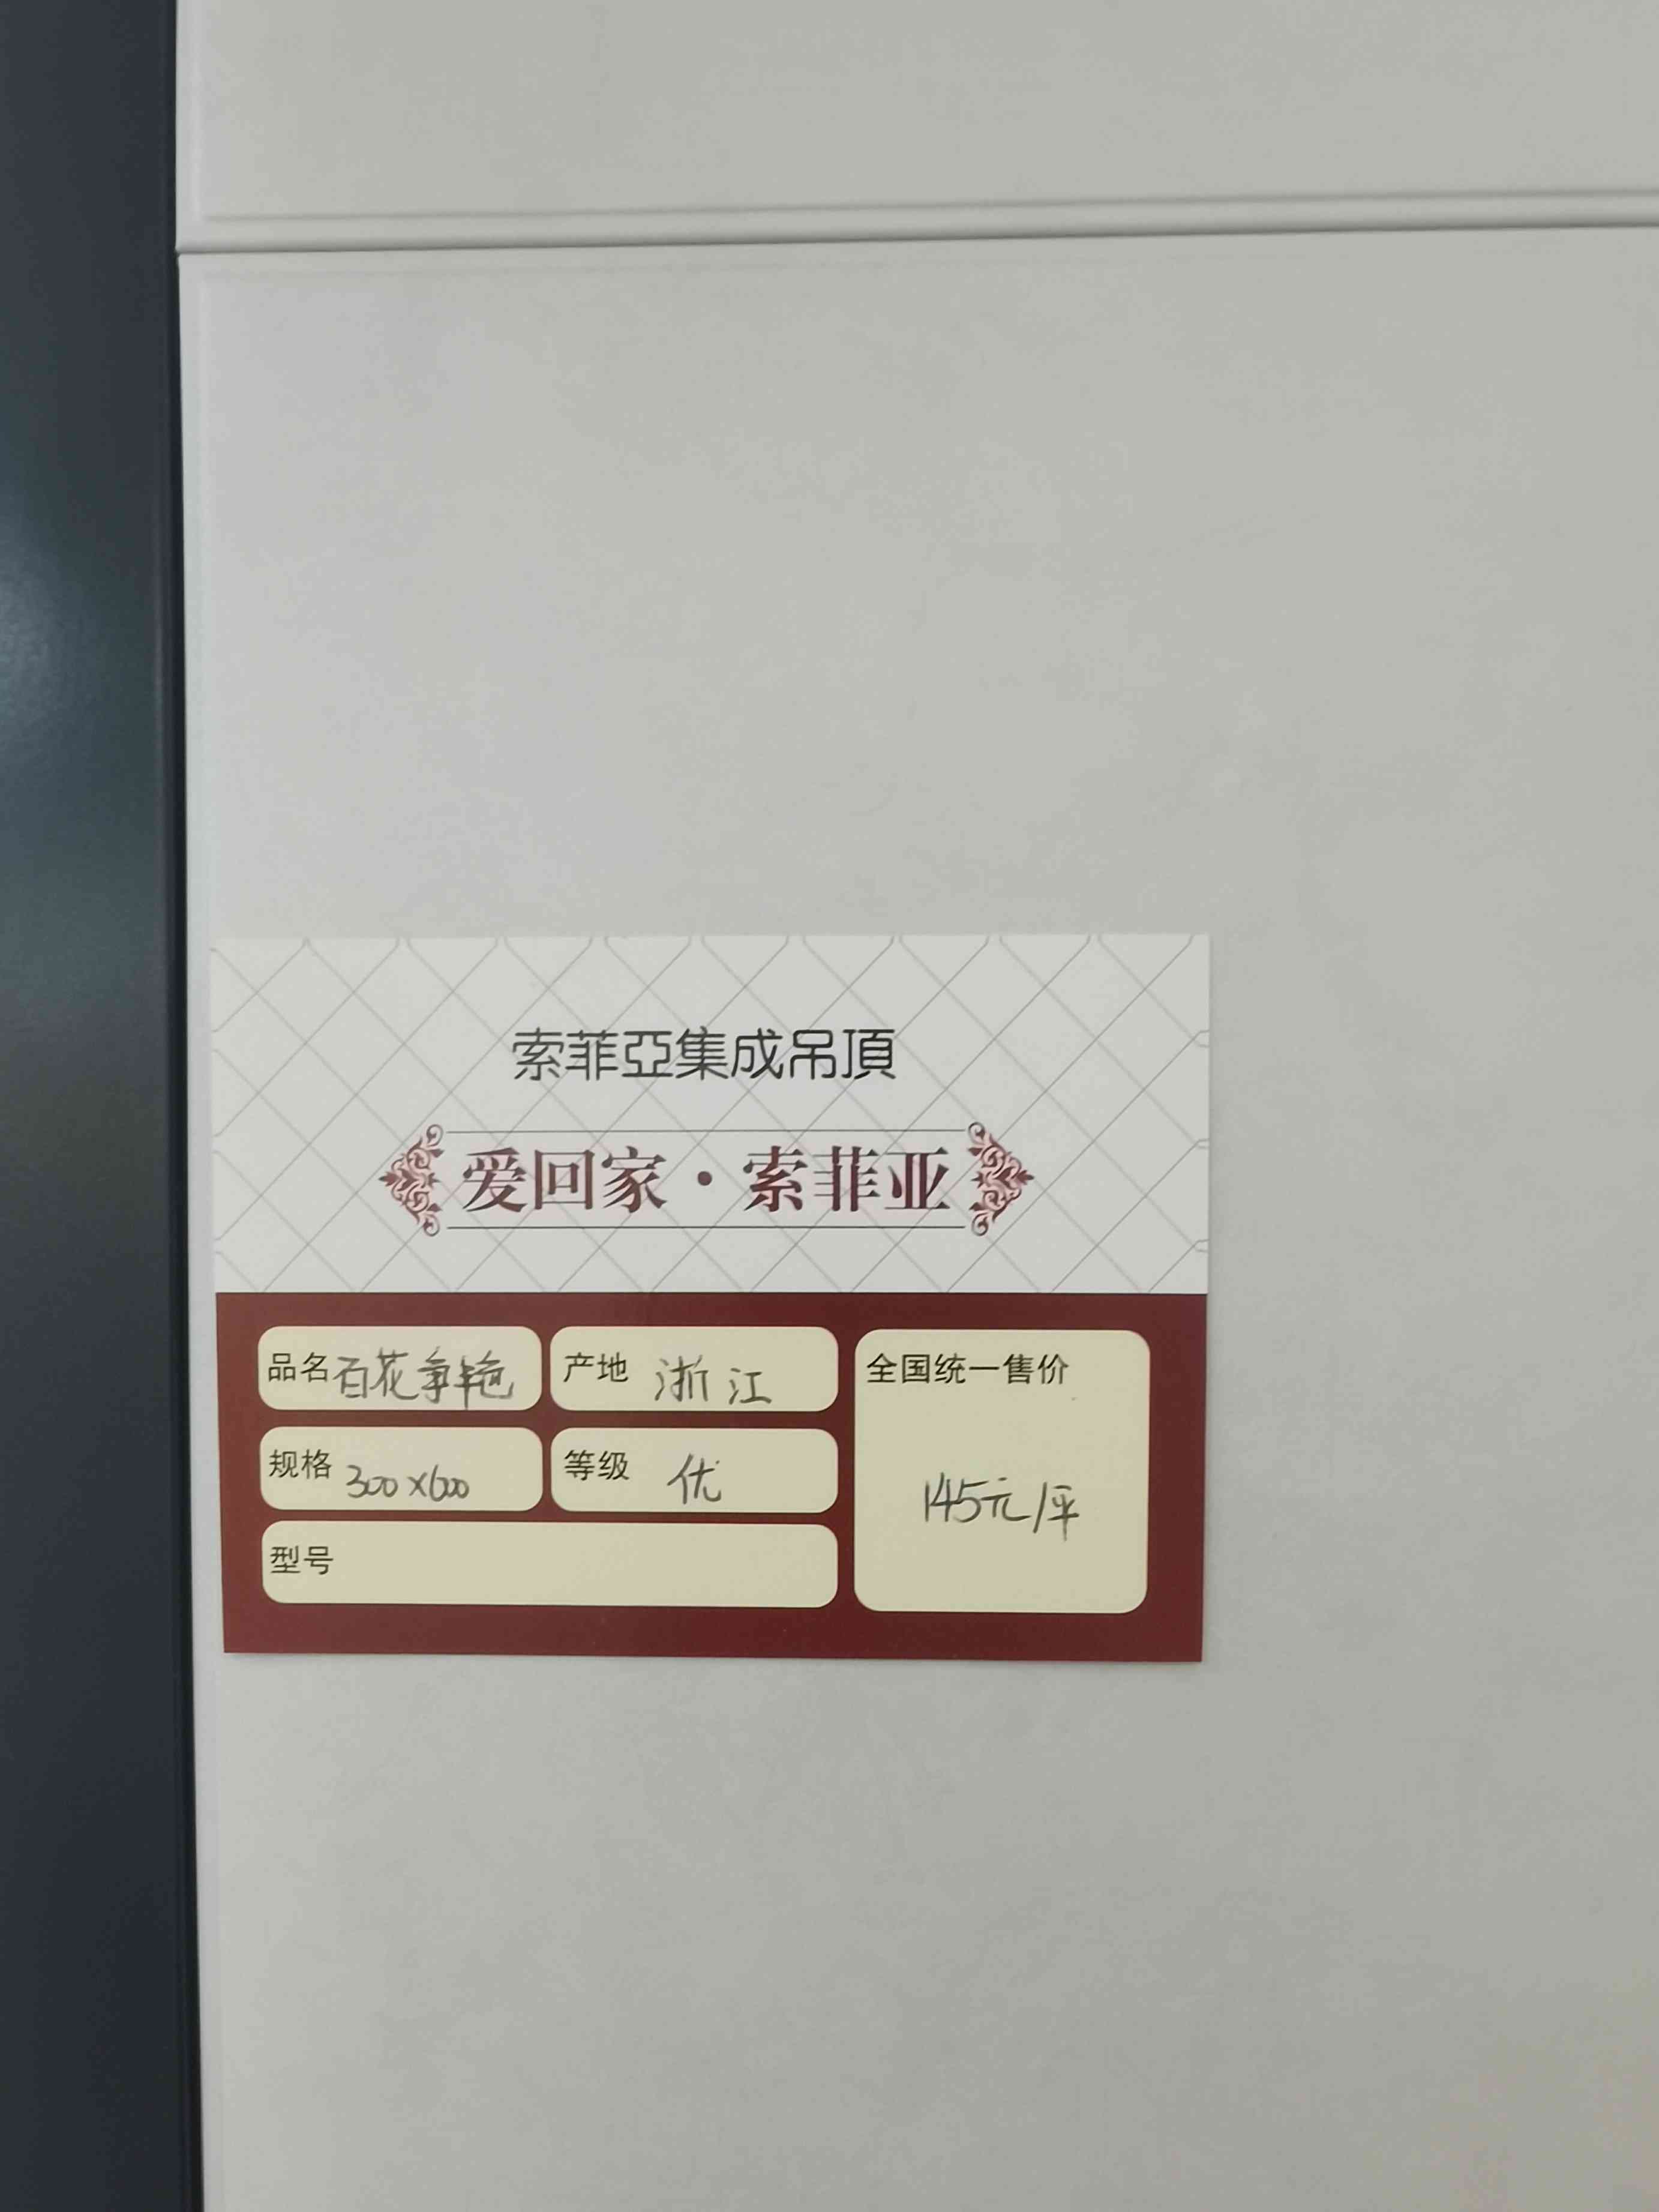 索菲亞集成吊頂
爱回家·索菲亚
品名 百花争艳
产地 浙江
全国统一售价
规格 300×600
等级 优
145元/平
型号